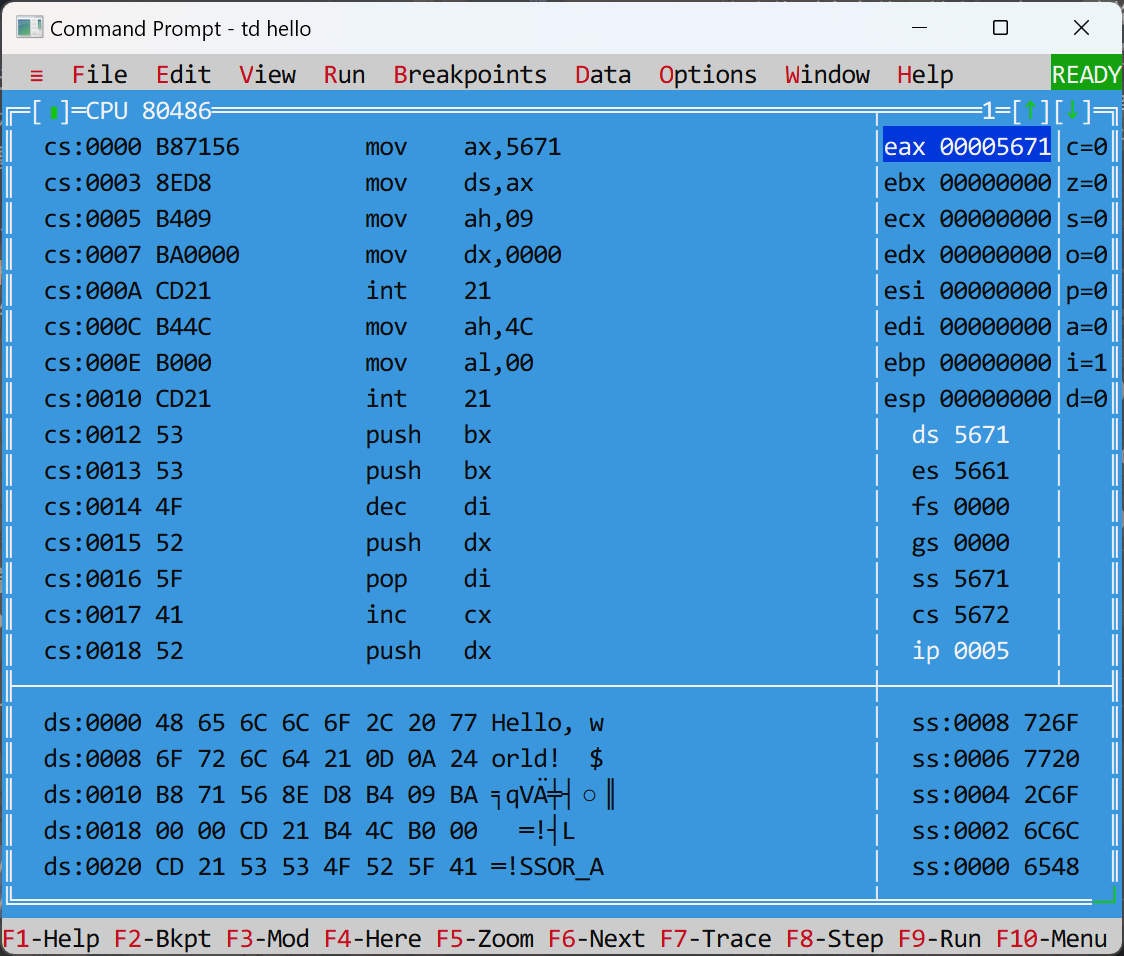 Command Prompt - td hello
≡ File Edit View Run Breakpoints Data Options Window Help READY
[▮]=CPU 80486 1=[↑][↓]
cs:0000 B87156 mov ax,5671 eax 00005671 c=0
cs:0003 8ED8 mov ds,ax ebx 00000000 z=0
cs:0005 B409 mov ah,09 ecx 00000000 s=0
cs:0007 BA0000 mov dx,0000 edx 00000000 o=0
cs:000A CD21 int 21 esi 00000000 p=0
cs:000C B44C mov ah,4C edi 00000000 a=0
cs:000E B000 mov al,00 ebp 00000000 i=1
cs:0010 CD21 int 21 esp 00000000 d=0
cs:0012 53 push bx ds 5671
cs:0013 53 push bx es 5661
cs:0014 4F dec di fs 0000
cs:0015 52 push dx gs 0000
cs:0016 5F pop di ss 5671
cs:0017 41 inc cx cs 5672
cs:0018 52 push dx ip 0005
ds:0000 48 65 6C 6C 6F 2C 20 77 Hello, w ss:0008 726F
ds:0008 6F 72 6C 64 21 0D 0A 24 orld!  $ ss:0006 7720
ds:0010 B8 71 56 8E D8 B4 09 BA ╕qVÄ╪┤○║ ss:0004 2C6F
ds:0018 00 00 CD 21 B4 4C B0 00 ═!┤L ss:0002 6C6C
ds:0020 CD 21 53 53 4F 52 5F 41 ═!SSOR_A ss:0000 6548
F1-Help F2-Bkpt F3-Mod F4-Here F5-Zoom F6-Next F7-Trace F8-Step F9-Run F10-Menu